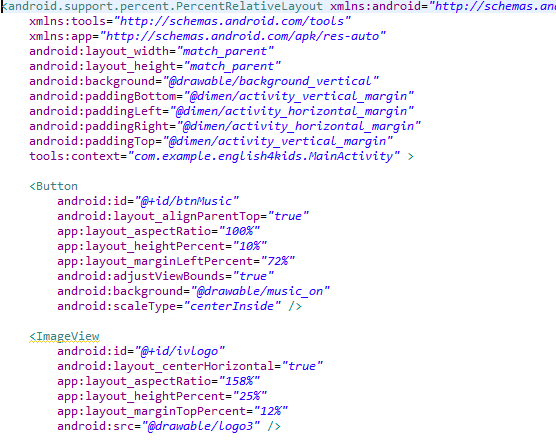 <android.support.percent.PercentRelativeLayout xmlns:android="http://schemas.and
xmlns:tools="http://schemas.android.com/tools"
xmlns:app="http://schemas.android.com/apk/res-auto"
android:layout_width="match_parent"
android:layout_height="match_parent"
android:background="@drawable/background_vertical"
android:paddingBottom="@dimen/activity_vertical_margin"
android:paddingLeft="@dimen/activity_horizontal_margin"
android:paddingRight="@dimen/activity_horizontal_margin"
android:paddingTop="@dimen/activity_vertical_margin"
tools:context="com.example.english4kids.MainActivity" >
<Button
android:id="@+id/btnMusic"
android:layout_alignParentTop="true"
app:layout_aspectRatio="100%"
app:layout_heightPercent="10%"
app:layout_marginLeftPercent="72%"
android:adjustViewBounds="true"
android:background="@drawable/music_on"
android:scaleType="centerInside" />
<ImageView
android:id="@+id/ivlogo"
android:layout_centerHorizontal="true"
app:layout_aspectRatio="158%"
app:layout_heightPercent="25%"
app:layout_marginTopPercent="12%"
android:src="@drawable/logo3" />